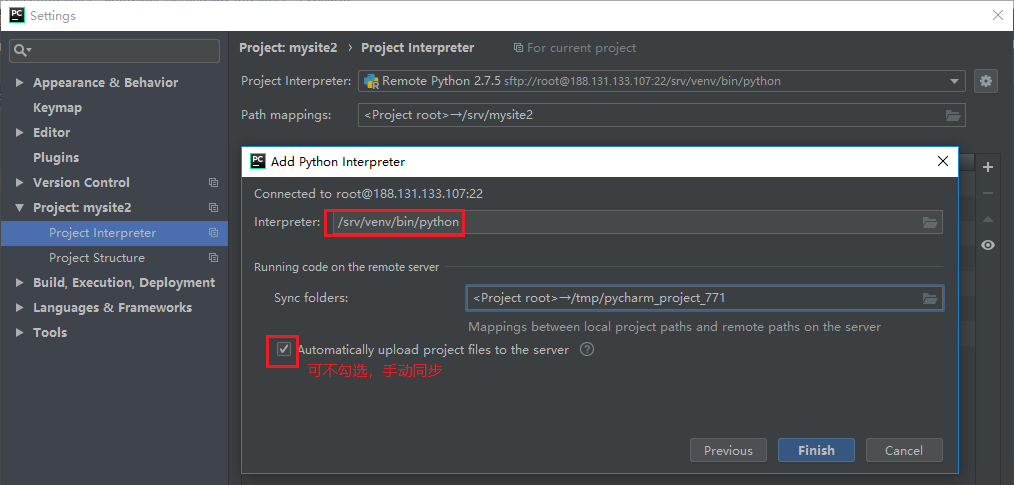 Settings
Project: mysite2 › Project Interpreter For current project
Appearance & Behavior
Keymap
Editor
Plugins
Version Control
Project: mysite2
Project Interpreter
Project Structure
Build, Execution, Deployment
Languages & Frameworks
Tools
Project Interpreter: Remote Python 2.7.5 sftp://root@188.131.133.107:22/srv/venv/bin/python
Path mappings: <Project root>→/srv/mysite2
PC Add Python Interpreter
Connected to root@188.131.133.107:22
Interpreter: /srv/venv/bin/python
Running code on the remote server
Sync folders: <Project root>→/tmp/pycharm_project_771
Mappings between local project paths and remote paths on the server
Automatically upload project files to the server ?
可不勾选，手动同步
Previous Finish Cancel